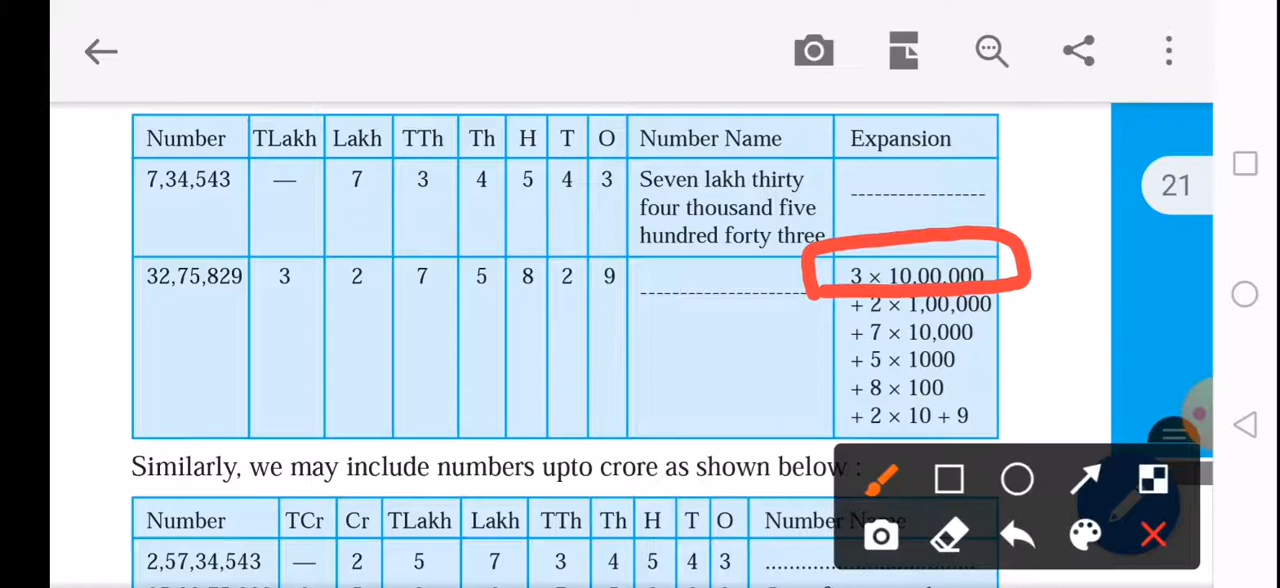 Number TLakh Lakh TTh Th H T O Number Name Expansion
7,34,543 — 7 3 4 5 4 3 Seven lakh thirty --------------------
four thousand five
hundred forty three
32,75,829 3 2 7 5 8 2 9 -------------------- 3 × 10,00,000
+ 2 × 1,00,000
+ 7 × 10,000
+ 5 × 1000
+ 8 × 100
+ 2 × 10 + 9
21
Similarly, we may include numbers upto crore as shown below :
Number TCr Cr TLakh Lakh TTh Th H T O Number Name
2,57,34,543 — 2 5 7 3 4 5 4 3 ..............................